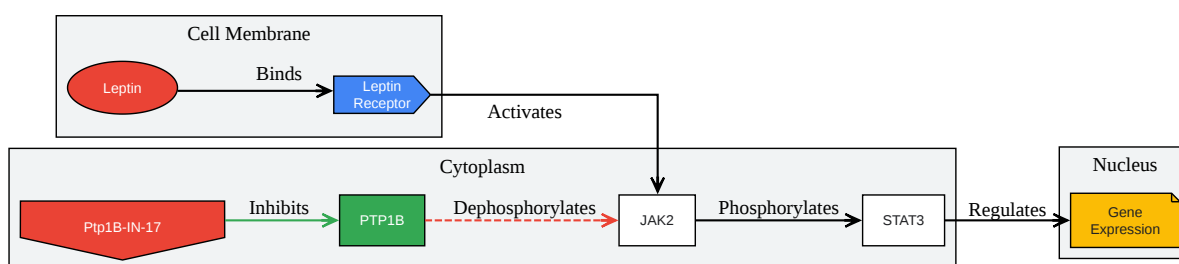 Cell Membrane
Leptin
Binds
Leptin
Receptor
Activates
Cytoplasm
Ptp1B-IN-17
Inhibits
PTP1B
Dephosphorylates
JAK2
Phosphorylates
STAT3
Regulates
Nucleus
Gene
Expression